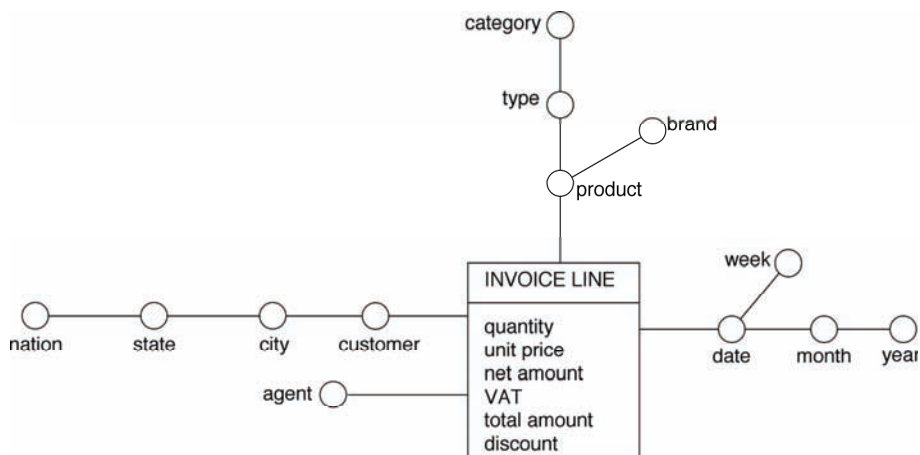 category
type
brand
product
INVOICE LINE
week
quantity
unit price
net amount
VAT
total amount
discount
nation
state
city
customer
agent
date
month
year